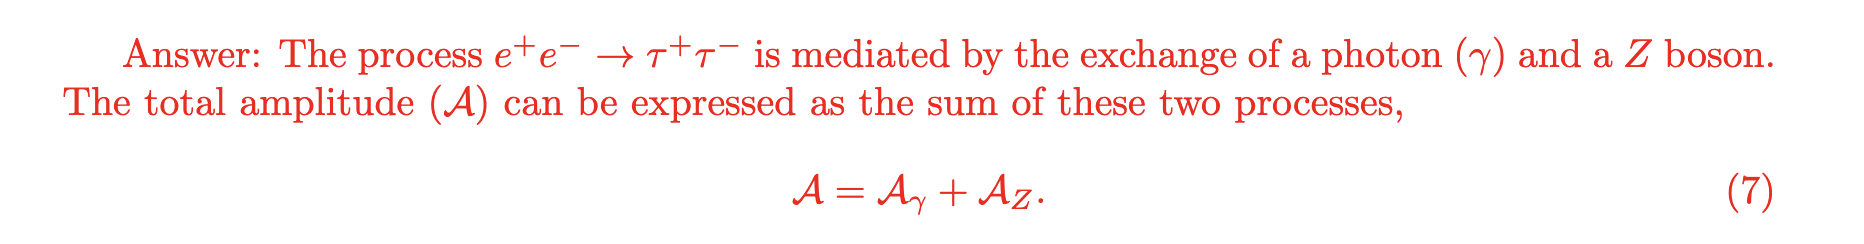 Answer: The process e⁺e⁻ → τ⁺τ⁻ is mediated by the exchange of a photon (γ) and a Z boson.
The total amplitude (𝒜) can be expressed as the sum of these two processes,
𝒜 = 𝒜_γ + 𝒜_Z. (7)